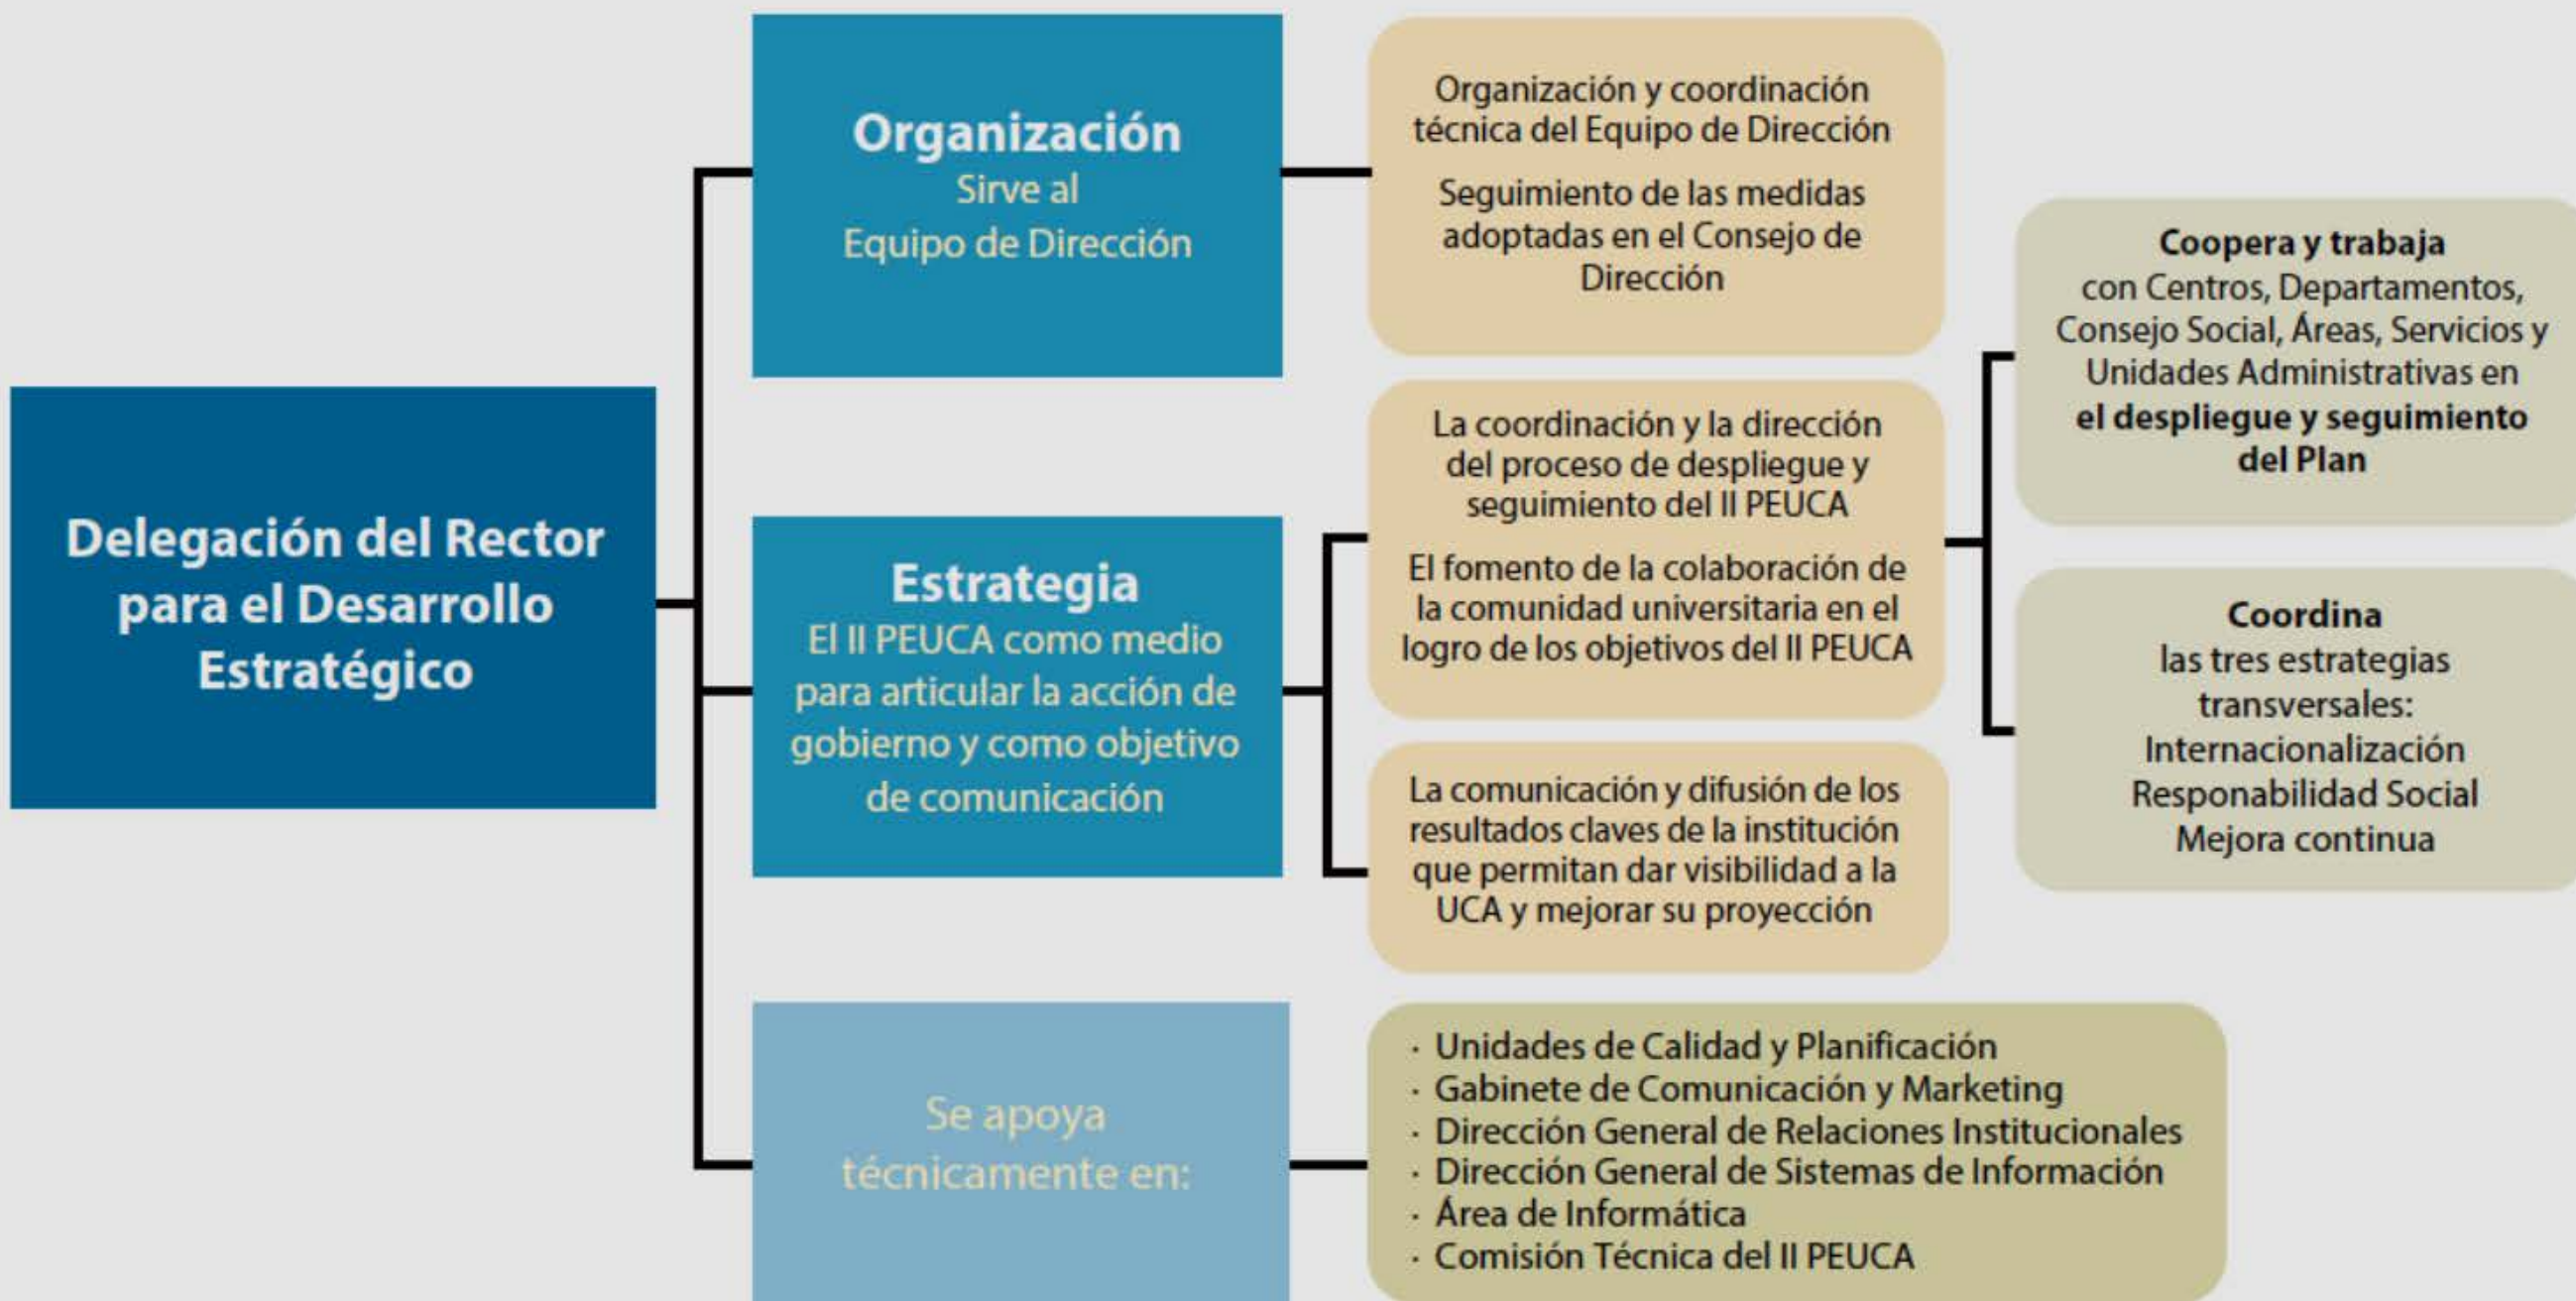 Delegación del Rector
para el Desarrollo
Estratégico
Organización
Sirve al
Equipo de Dirección
Organización y coordinación
técnica del Equipo de Dirección
Seguimiento de las medidas
adoptadas en el Consejo de
Dirección
Estrategia
El II PEUCA como medio
para articular la acción de
gobierno y como objetivo
de comunicación
La coordinación y la dirección
del proceso de despliegue y
seguimiento del II PEUCA
El fomento de la colaboración de
la comunidad universitaria en el
logro de los objetivos del II PEUCA
Coopera y trabaja
con Centros, Departamentos,
Consejo Social, Áreas, Servicios y
Unidades Administrativas en
el despliegue y seguimiento
del Plan
Coordina
las tres estrategias
transversales:
Internacionalización
Responabilidad Social
Mejora continua
La comunicación y difusión de los
resultados claves de la institución
que permitan dar visibilidad a la
UCA y mejorar su proyección
Se apoya
técnicamente en:
· Unidades de Calidad y Planificación
· Gabinete de Comunicación y Marketing
· Dirección General de Relaciones Institucionales
· Dirección General de Sistemas de Información
· Área de Informática
· Comisión Técnica del II PEUCA